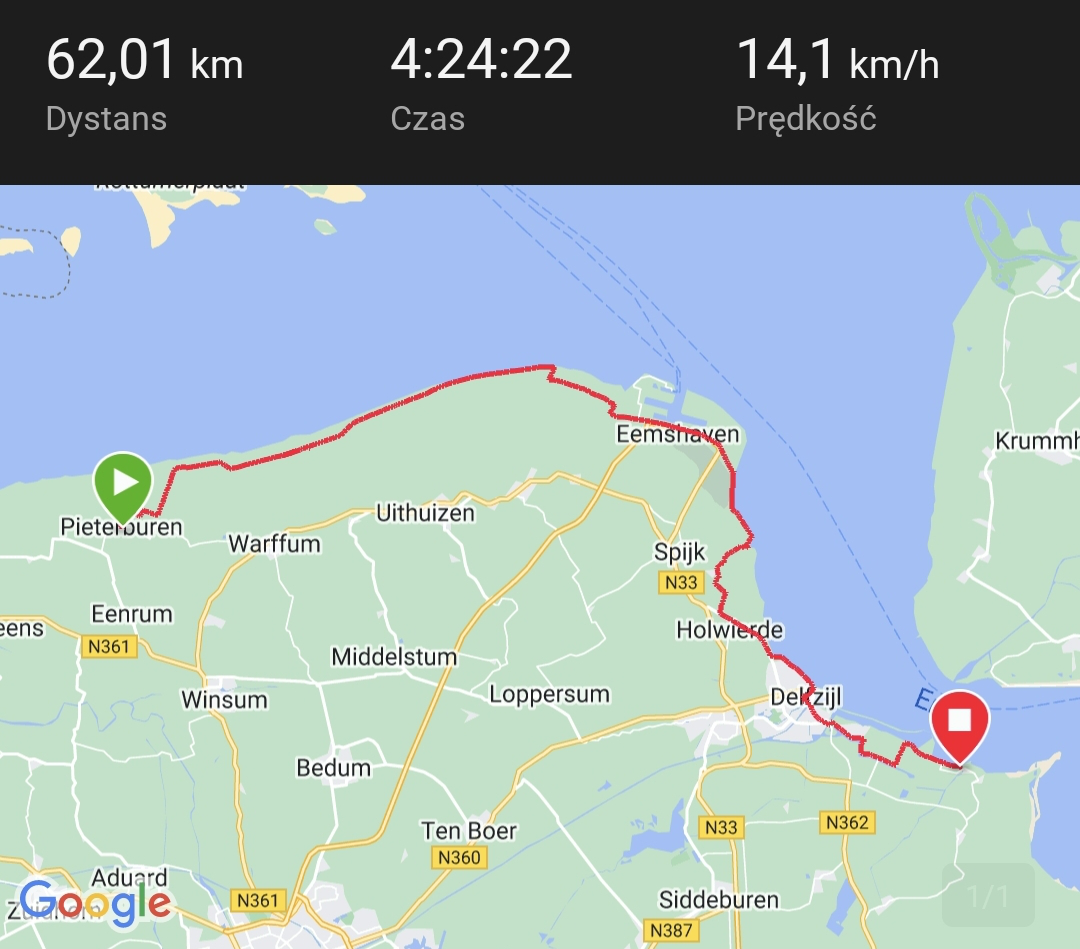 62,01 km 4:24:22 14,1 km/h
Dystans Czas Prędkość
Eemshaven
Krummh
Pieterburen
Uithuizen
Warffum
Spijk
N33
Eenrum
eens
N361
Holwierde
Middelstum
Winsum
Loppersum
Delfzijl
E
Bedum
Ten Boer
N360
N33
N362
Aduard
Google
N361
Siddeburen
1/1
N387